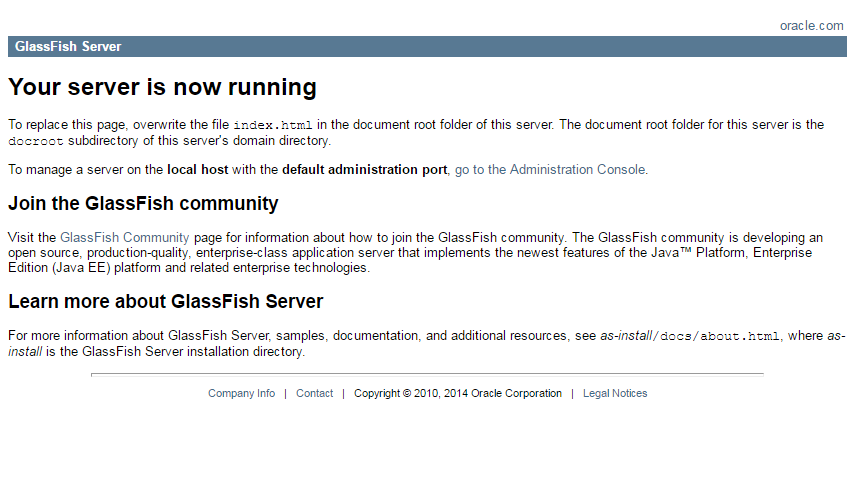 oracle.com
GlassFish Server
Your server is now running
To replace this page, overwrite the file index.html in the document root folder of this server. The document root folder for this server is the
docroot subdirectory of this server's domain directory.
To manage a server on the local host with the default administration port, go to the Administration Console.
Join the GlassFish community
Visit the GlassFish Community page for information about how to join the GlassFish community. The GlassFish community is developing an
open source, production-quality, enterprise-class application server that implements the newest features of the Java™ Platform, Enterprise
Edition (Java EE) platform and related enterprise technologies.
Learn more about GlassFish Server
For more information about GlassFish Server, samples, documentation, and additional resources, see as-install/docs/about.html, where as-
install is the GlassFish Server installation directory.
Company Info | Contact | Copyright © 2010, 2014 Oracle Corporation | Legal Notices